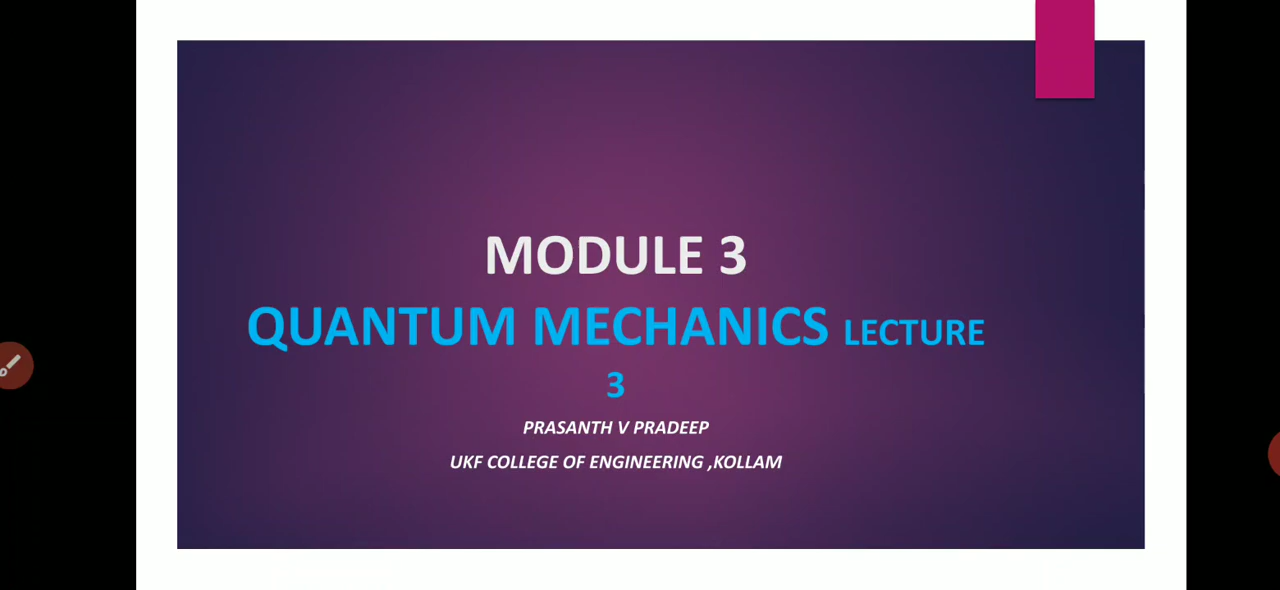 MODULE 3
QUANTUM MECHANICS LECTURE
3
PRASANTH V PRADEEP
UKF COLLEGE OF ENGINEERING ,KOLLAM